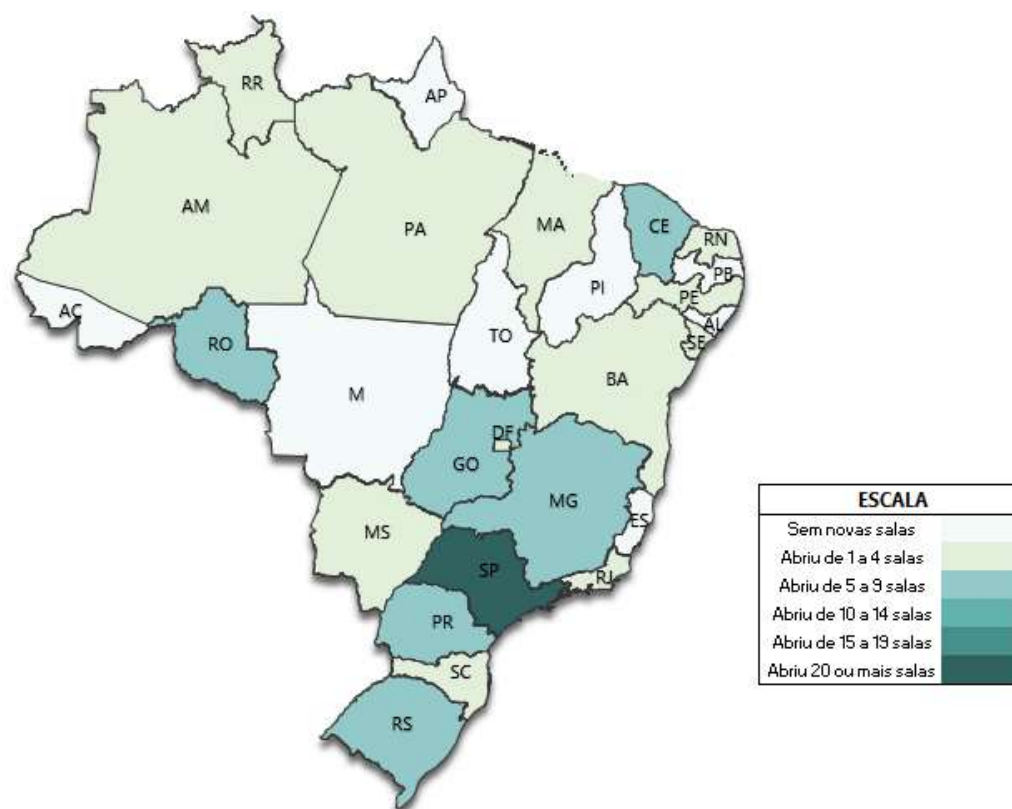 RR
AP
AM
PA
MA
CE
RN
PB
PI
PE
AC
AL
TO
SE
RO
BA
M
DF
GO
MG
MS
ES
SP
RJ
PR
SC
RS
ESCALA
Sem novas salas
Abriu de 1 a 4 salas
Abriu de 5 a 9 salas
Abriu de 10 a 14 salas
Abriu de 15 a 19 salas
Abriu 20 ou mais salas